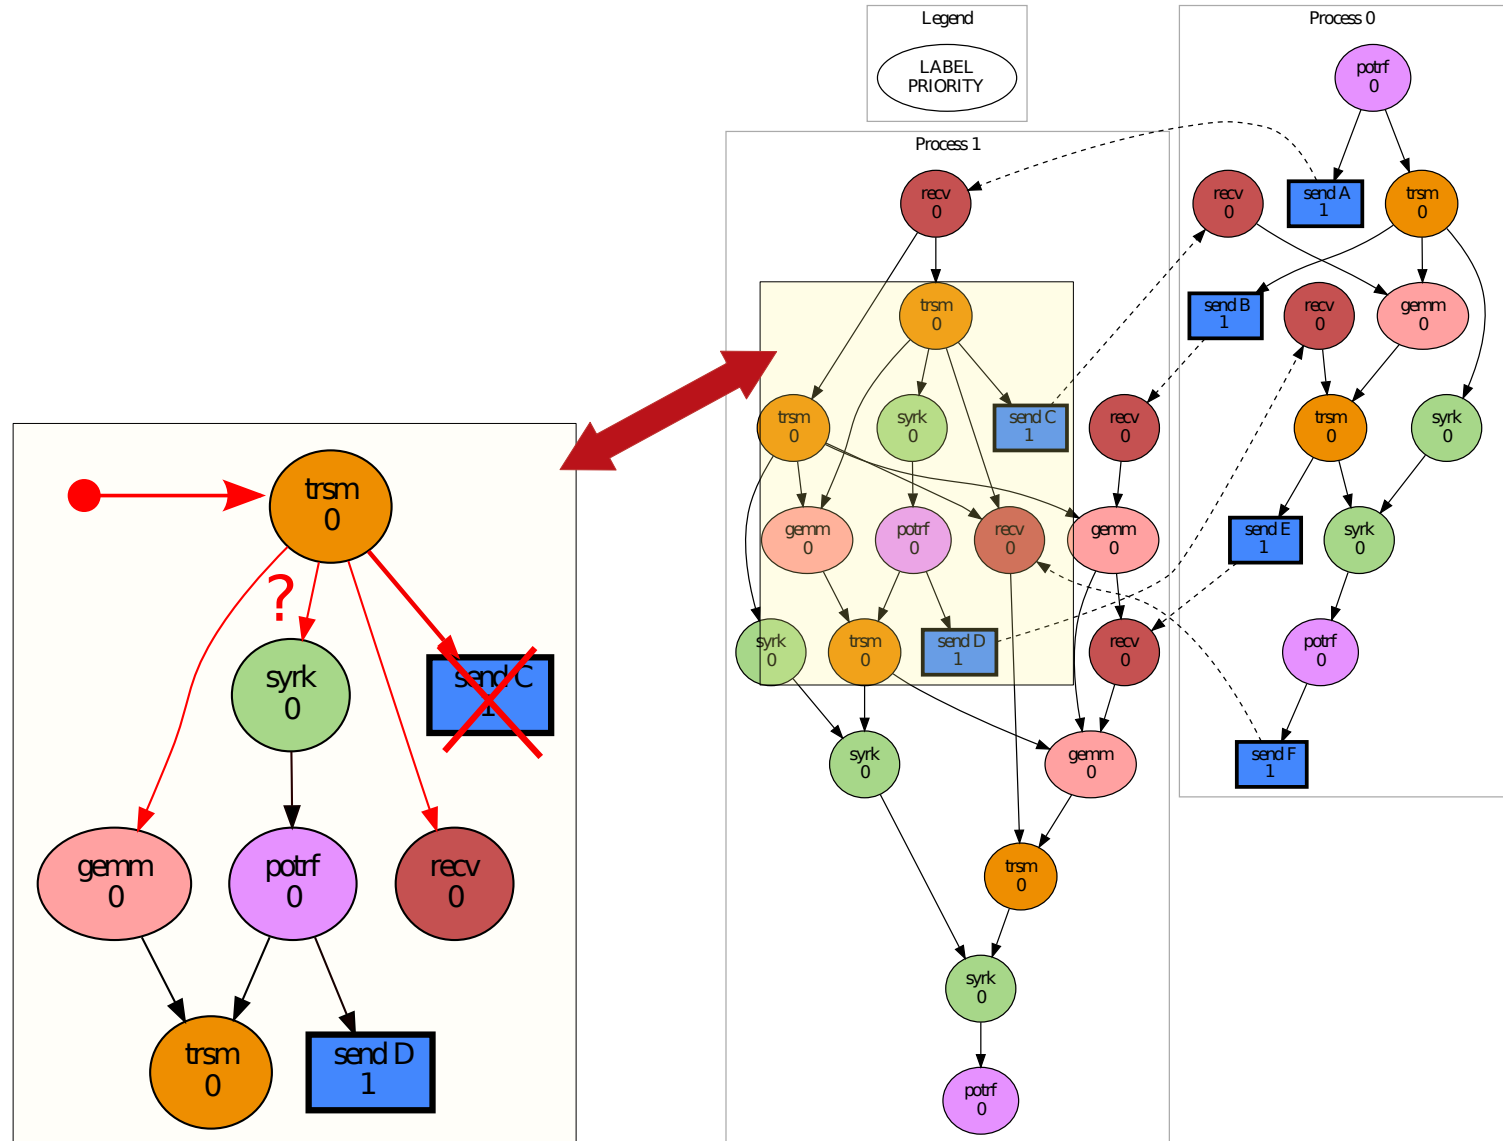 Legend
LABEL
PRIORITY
Process 0
potrf
0
recv
0
send A
1
trsm
0
send B
1
recv
0
gemm
0
trsm
0
syrk
0
send E
1
syrk
0
potrf
0
send F
1
Process 1
recv
0
trsm
0
trsm
0
syrk
0
send C
1
recv
0
gemm
0
potrf
0
recv
0
gemm
0
syrk
0
trsm
0
send D
1
recv
0
syrk
0
gemm
0
trsm
0
syrk
0
potrf
0
trsm
0
?
syrk
0
send C
1
gemm
0
potrf
0
recv
0
trsm
0
send D
1